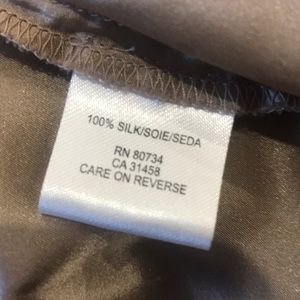 100% SILK/SOIE/SEDA
RN 80734
CA 31458
CARE ON REVERSE